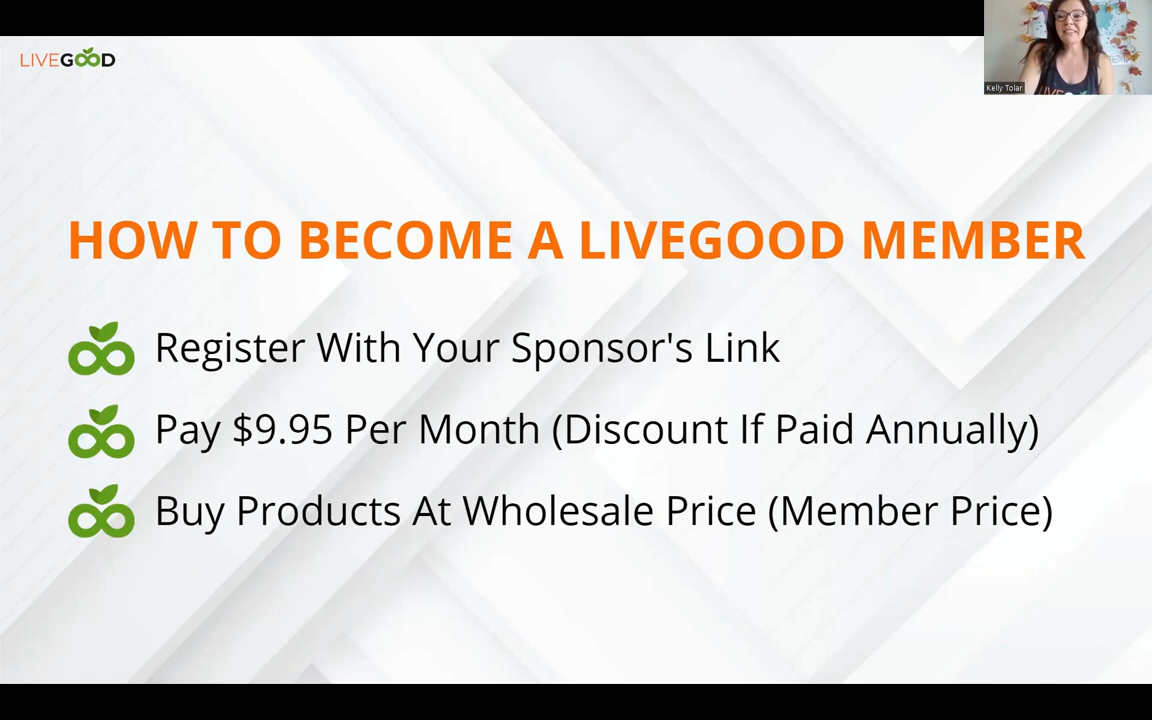 LIVEGOOD
Kelly Tolar
HOW TO BECOME A LIVEGOOD MEMBER
Register With Your Sponsor's Link
Pay $9.95 Per Month (Discount If Paid Annually)
Buy Products At Wholesale Price (Member Price)